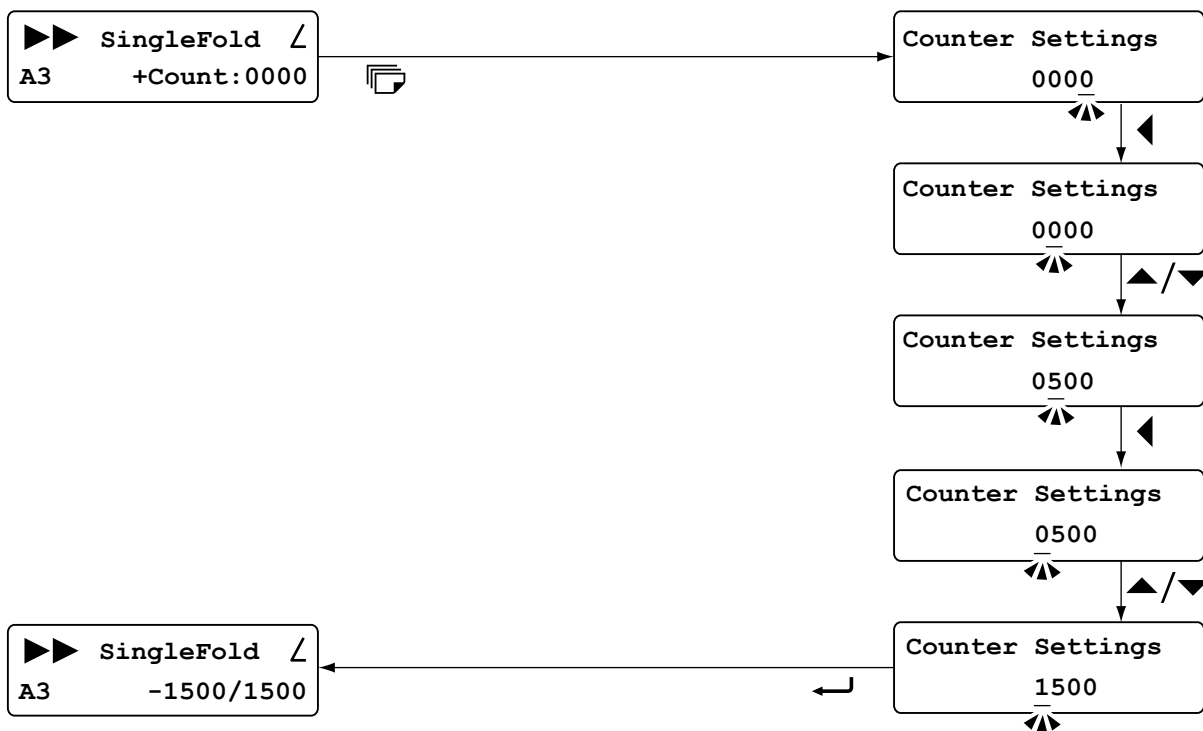 ▶▶ SingleFold ∠
A3 +Count:0000
Counter Settings
0000
Counter Settings
0000
▲/▼
Counter Settings
0500
Counter Settings
0500
▲/▼
Counter Settings
1500
▶▶ SingleFold ∠
A3 -1500/1500